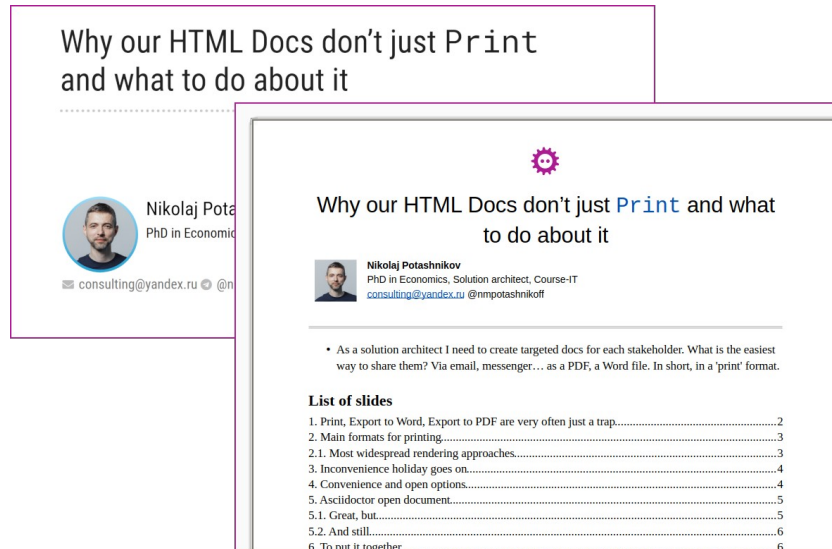 Why our HTML Docs don’t just Print
and what to do about it
Nikolaj Pota
PhD in Economic
consulting@yandex.ru @n
Why our HTML Docs don’t just Print and what
to do about it
Nikolaj Potashnikov
PhD in Economics, Solution architect, Course-IT
consulting@yandex.ru @nmpotashnikoff
• As a solution architect I need to create targeted docs for each stakeholder. What is the easiest
way to share them? Via email, messenger… as a PDF, a Word file. In short, in a 'print' format.
List of slides
1. Print, Export to Word, Export to PDF are very often just a trap.....2
2. Main formats for printing.....3
2.1. Most widespread rendering approaches.....3
3. Inconvenience holiday goes on.....4
4. Convenience and open options.....4
5. Asciidoctor open document.....5
5.1. Great, but.....5
5.2. And still.....6
6. To put it together.....6